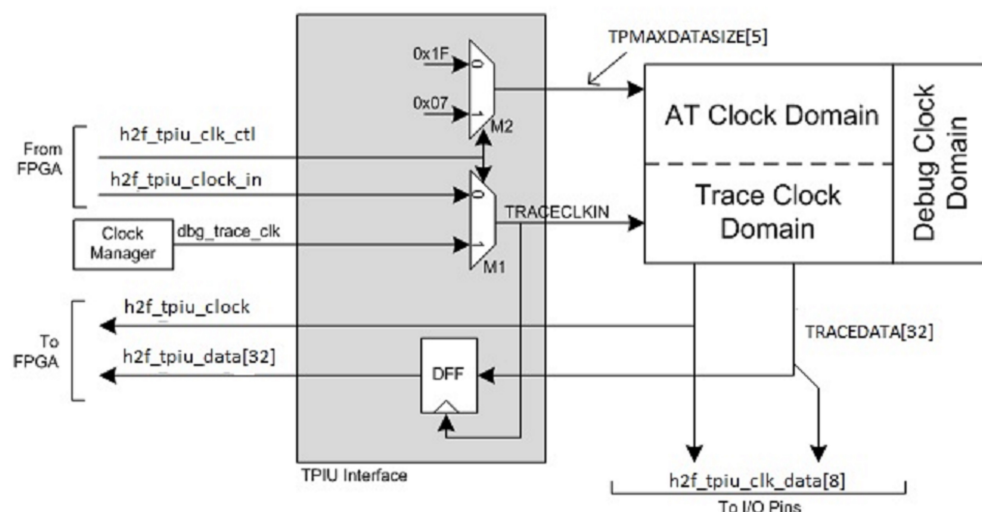 TPMAXDATASIZE[5]
0x1F
0
0x07
1
M2
AT Clock Domain
Debug Clock
Domain
From
FPGA
h2f_tpiu_clk_ctl
h2f_tpiu_clock_in
0
TRACECLKIN
Trace Clock
Domain
Clock
Manager
dbg_trace_clk
1
M1
To
FPGA
h2f_tpiu_clock
h2f_tpiu_data[32]
DFF
TRACEDATA[32]
TPIU Interface
h2f_tpiu_clk_data[8]
To I/O Pins